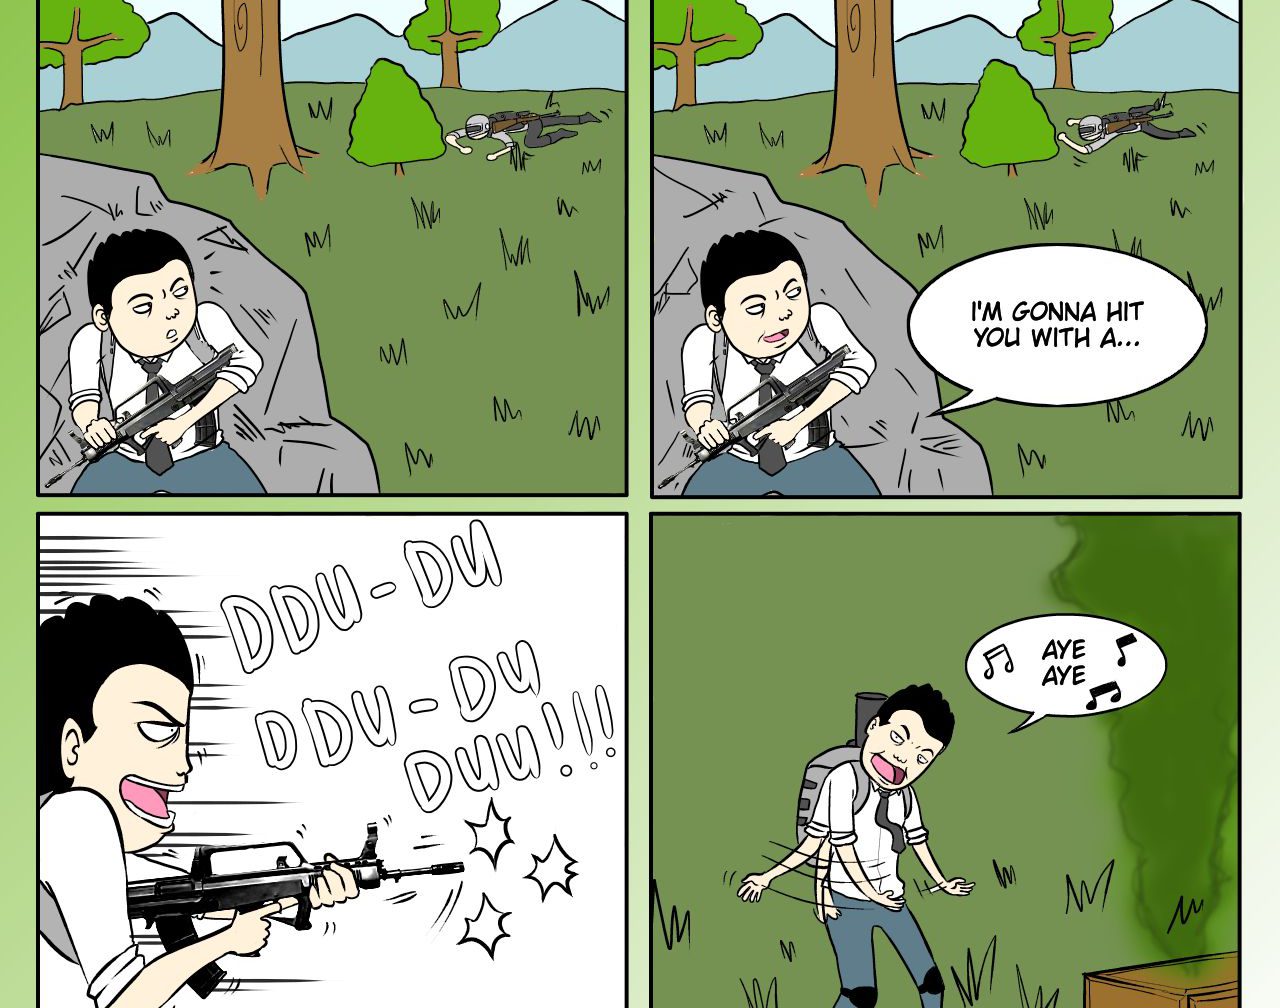 I'M GONNA HIT
YOU WITH A...
DDU-DU
DDU-DU
DUU!!!
AYE
AYE